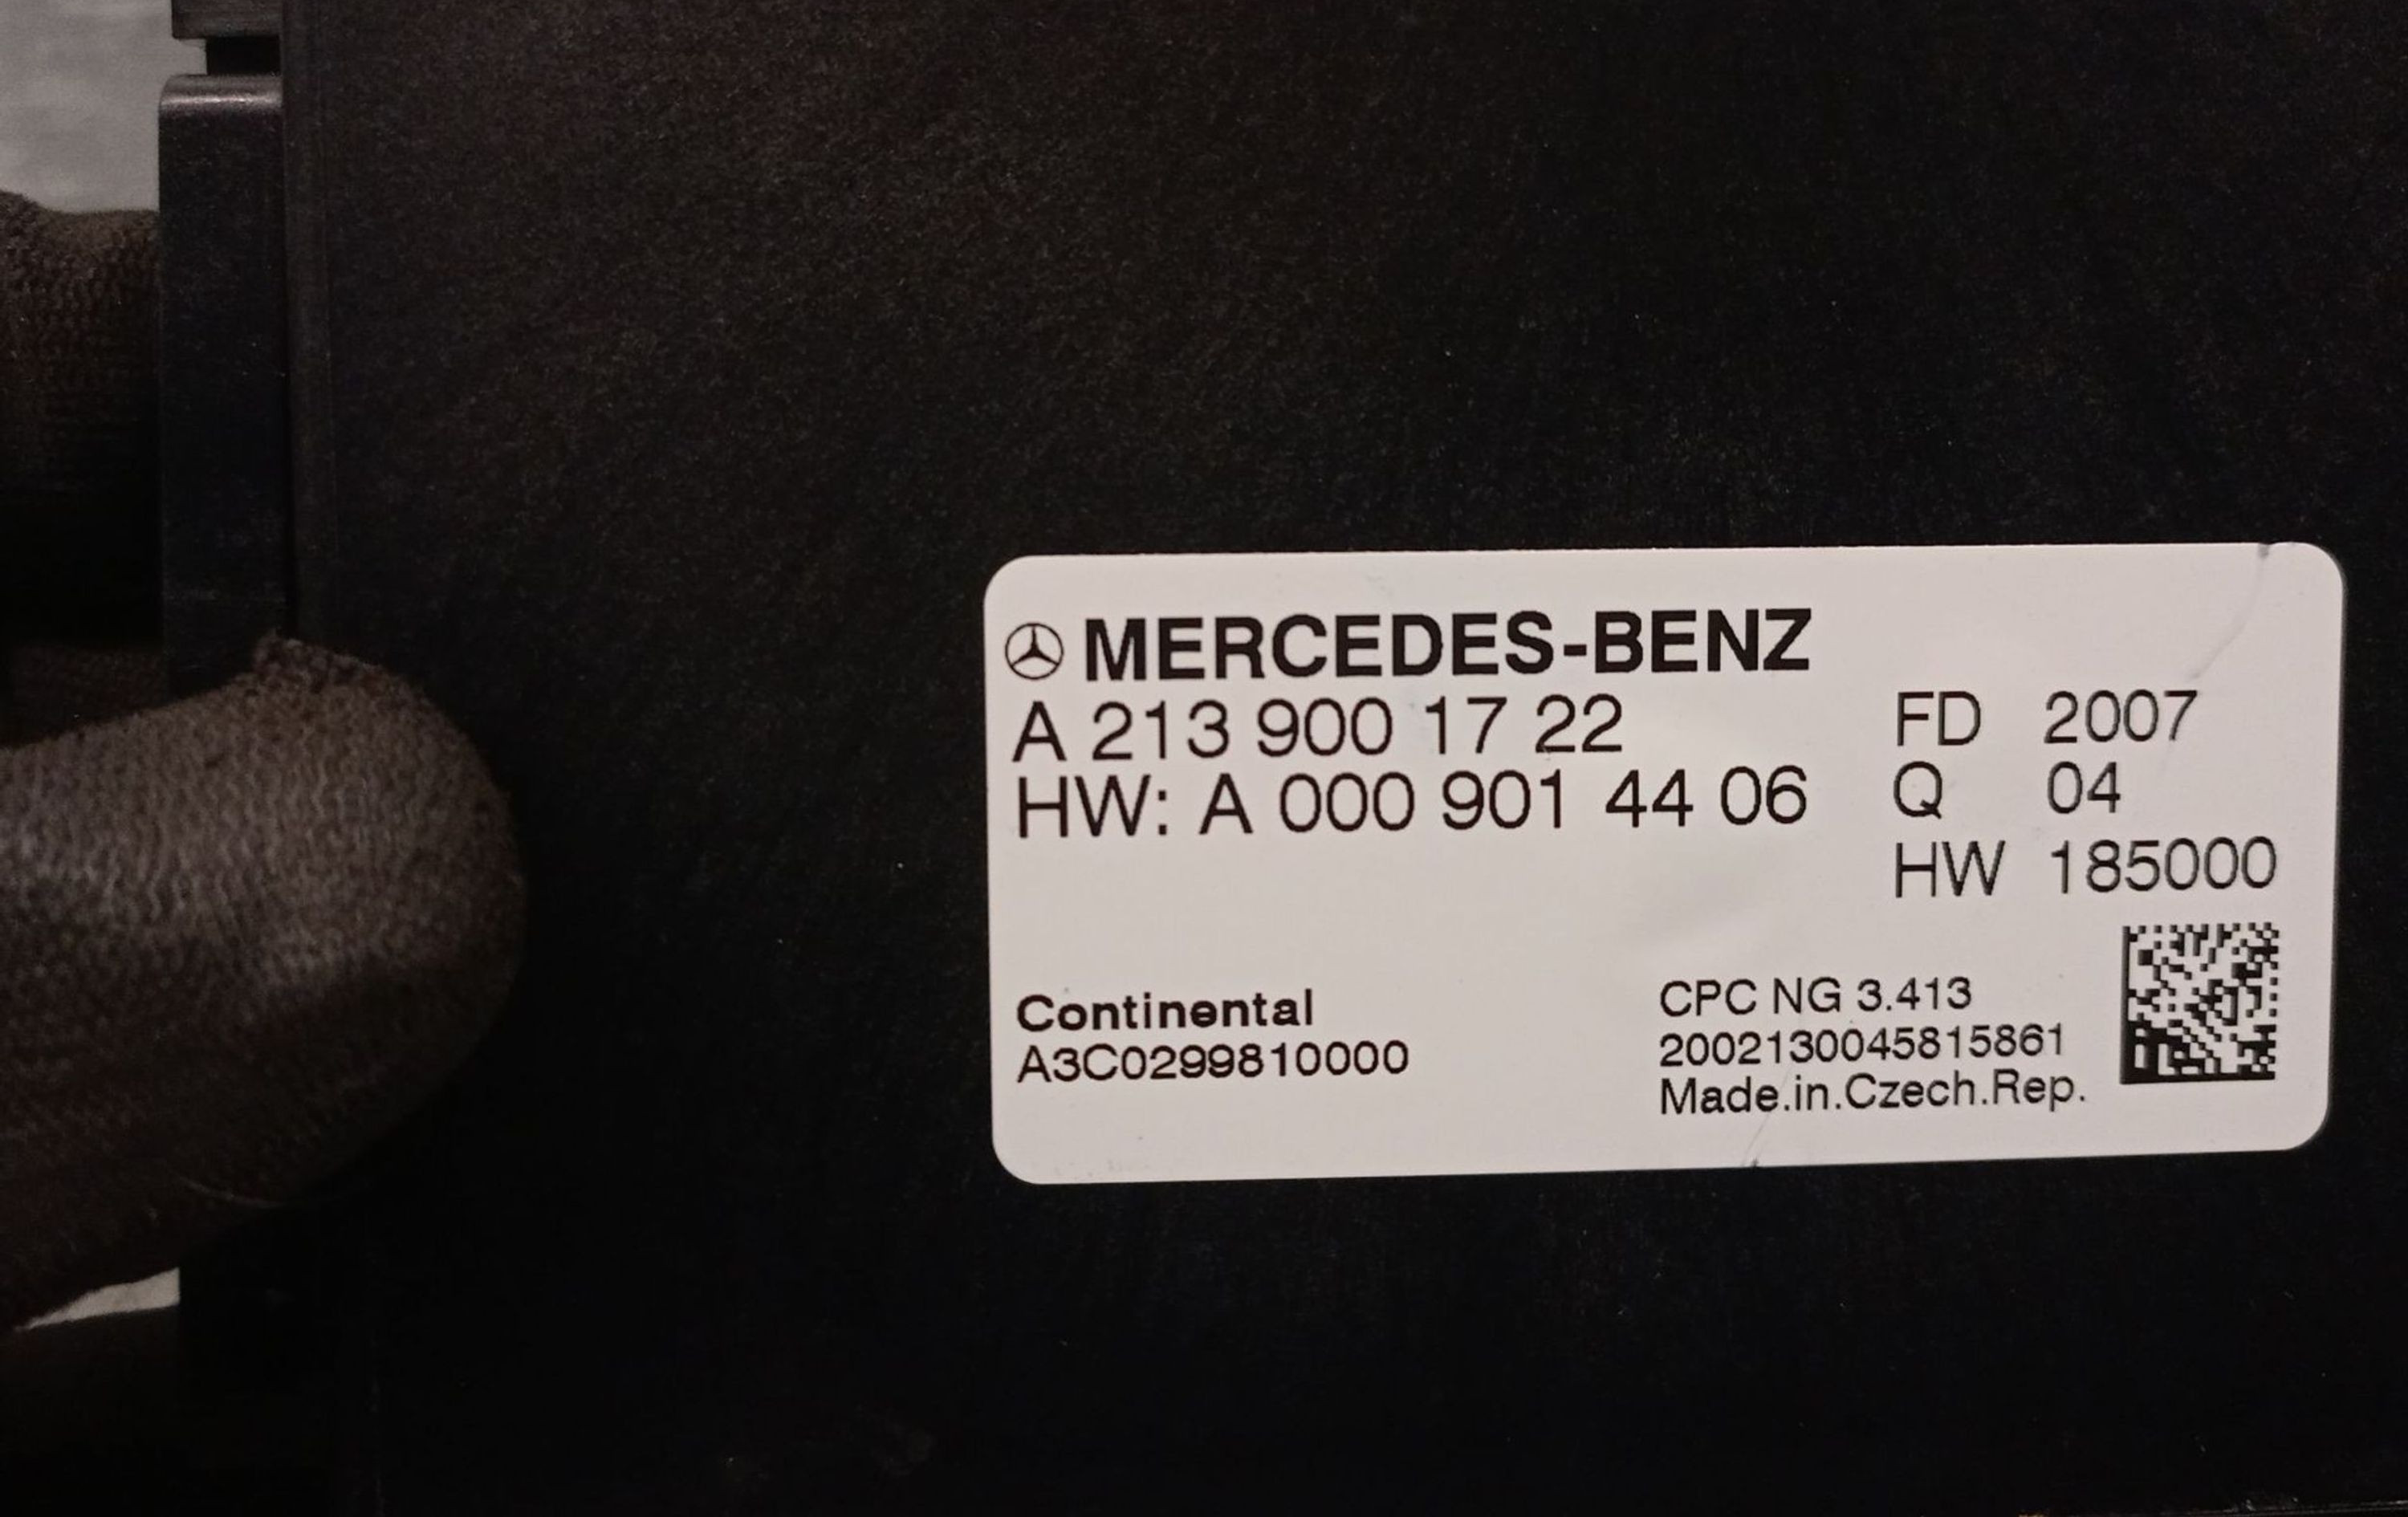 MERCEDES-BENZ
A 213 900 17 22
HW: A 000 901 44 06
FD 2007
Q 04
HW 185000
Continental
A3C0299810000
CPC NG 3.413
2002130045815861
Made.in.Czech.Rep.